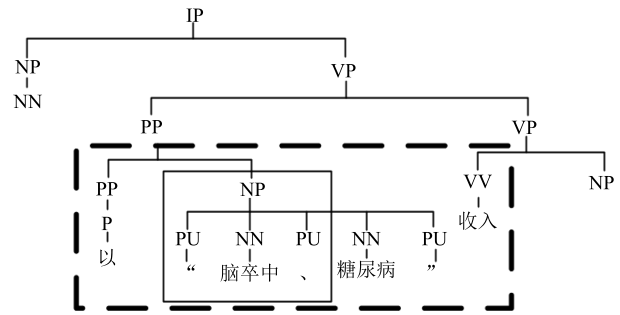 IP
NP VP
NN
PP VP
PP NP VV NP
P 收入
PU NN PU NN PU
以 “ 脑卒中 、 糖尿病 ”